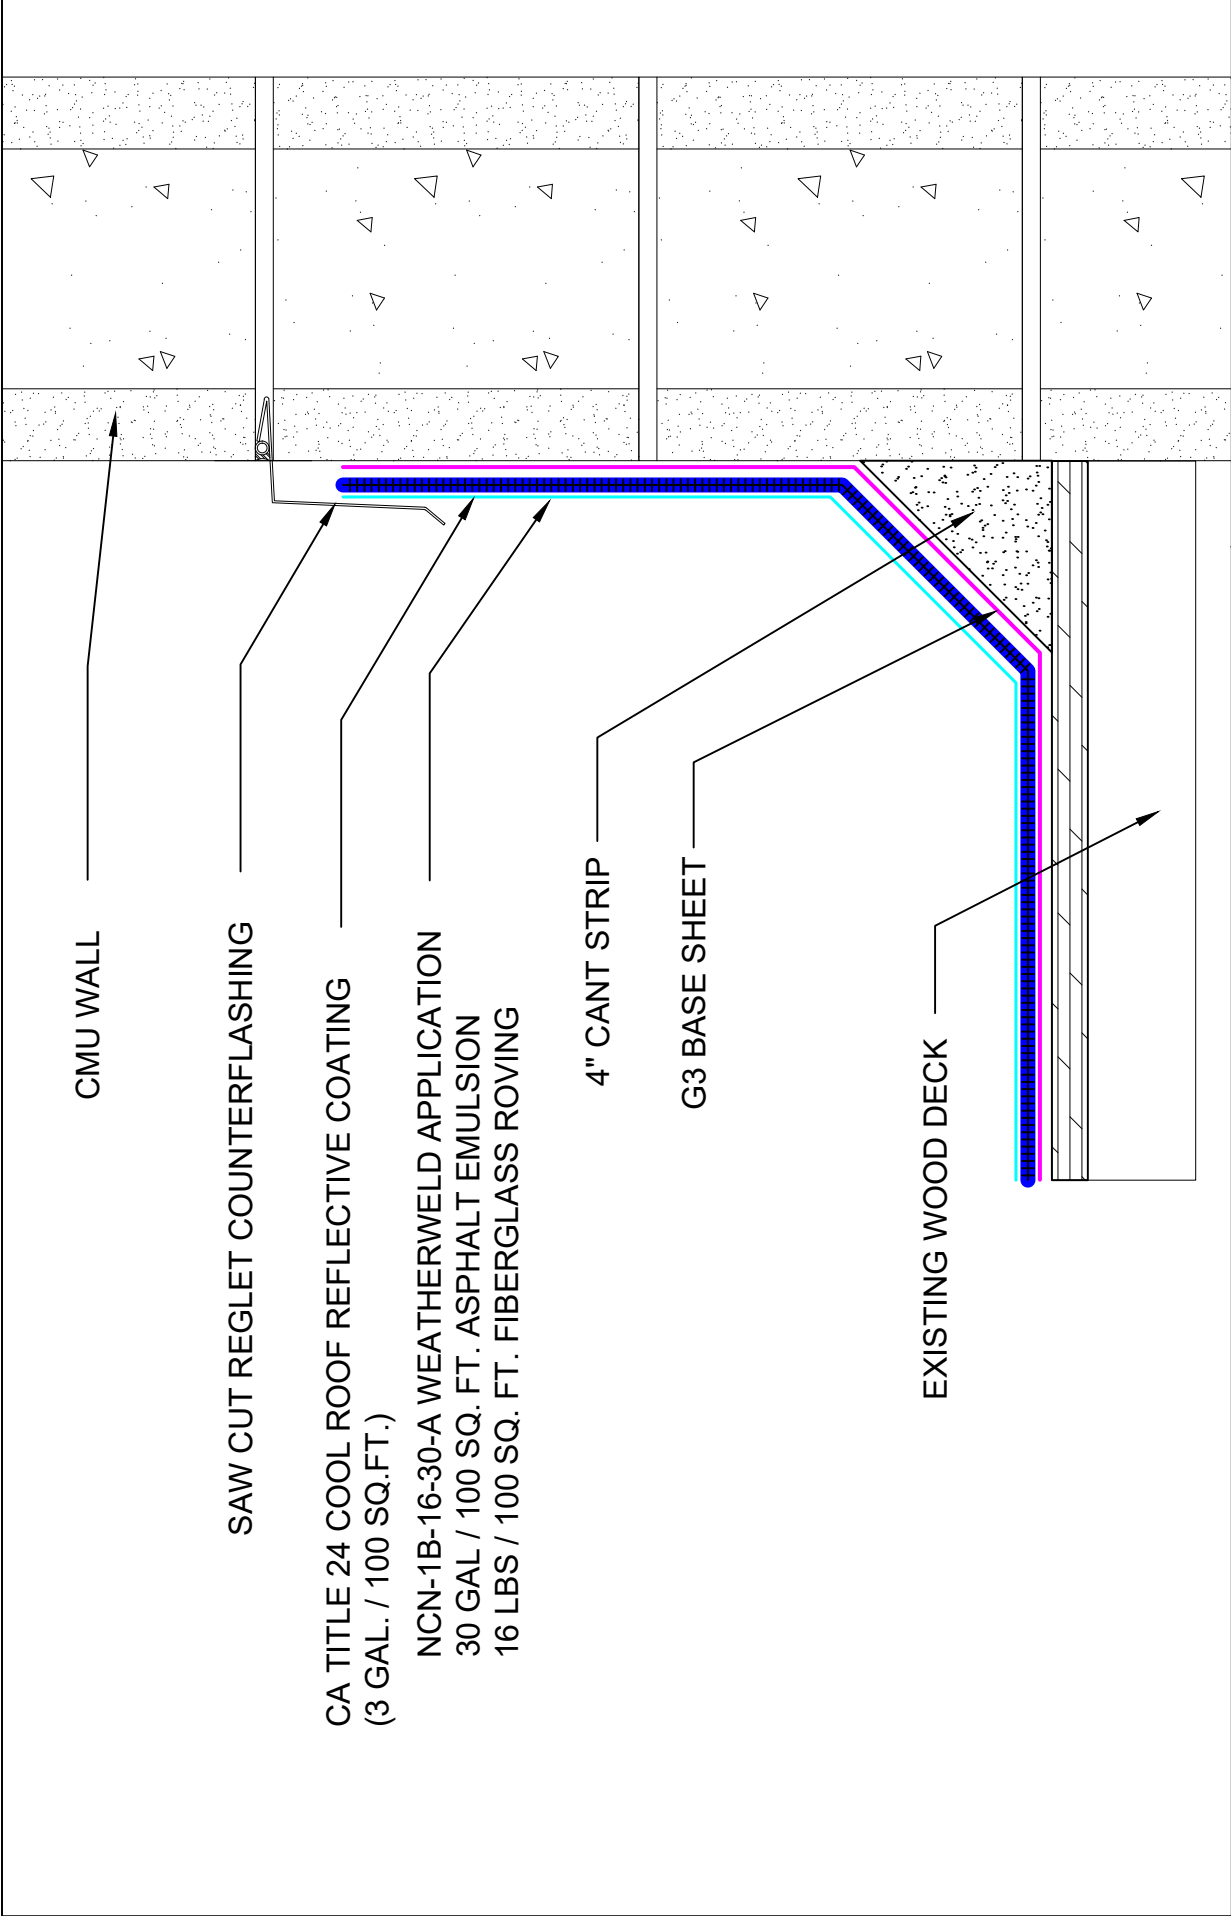 CMU WALL
SAW CUT REGLET COUNTERFLASHING
CA TITLE 24 COOL ROOF REFLECTIVE COATING
(3 GAL. / 100 SQ.FT.)
NCN-1B-16-30-A WEATHERWELD APPLICATION
30 GAL / 100 SQ. FT. ASPHALT EMULSION
16 LBS / 100 SQ. FT. FIBERGLASS ROVING
4" CANT STRIP
G3 BASE SHEET
EXISTING WOOD DECK